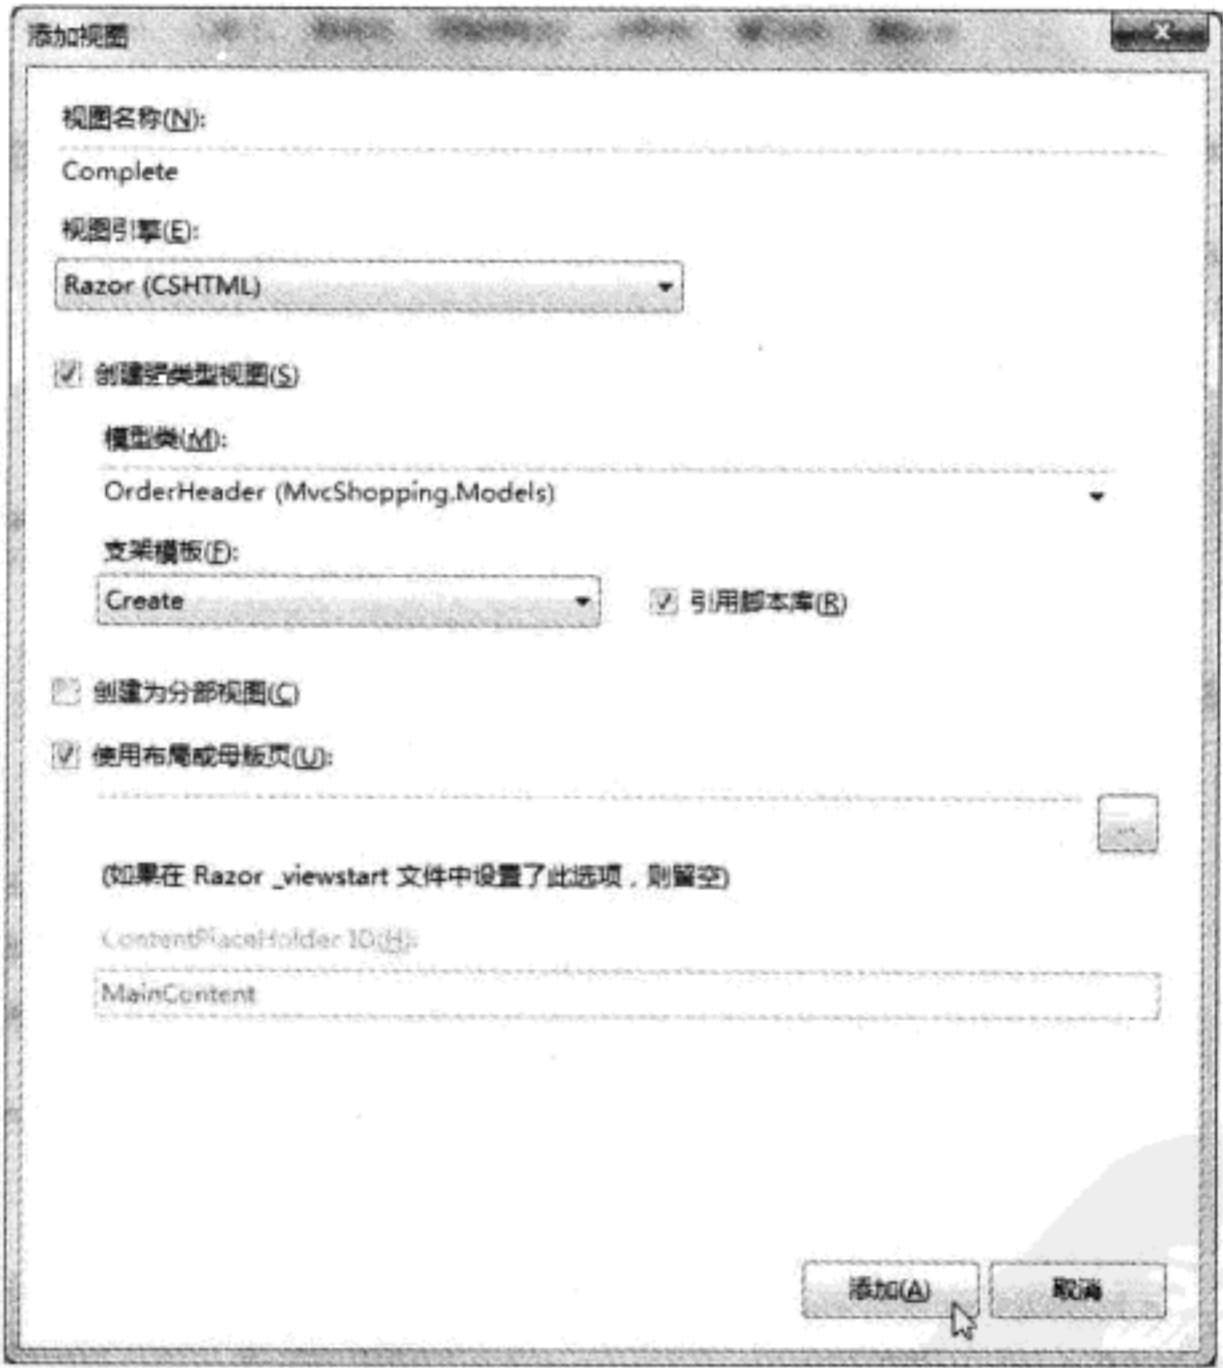 添加视图
视图名称(N):
Complete
视图引擎(E):
Razor (CSHTML)
创建强类型视图(S)
模型类(M):
OrderHeader (MvcShopping.Models)
支架模板(F):
Create
引用脚本库(R)
创建为分部视图(C)
使用布局或母版页(U):
...
(如果在 Razor _viewstart 文件中设置了此选项，则留空)
ContentPlaceHolder ID(H):
MainContent
添加(A)
取消